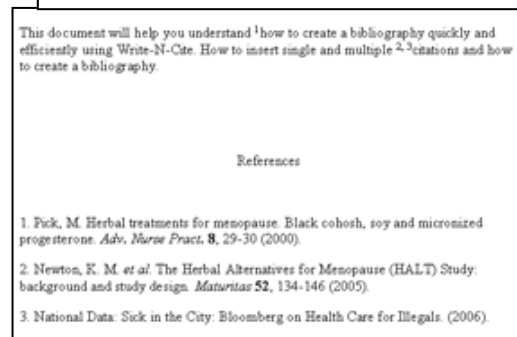 This document will help you understand ¹how to create a bibliography quickly and
efficiently using Write-N-Cite. How to insert single and multiple ²,³citations and how
to create a bibliography.
References
1. Pick, M. Herbal treatments for menopause. Black cohosh, soy and micronized
progesterone. Adv. Nurse Pract. 8, 29-30 (2000).
2. Newton, K. M. et al. The Herbal Alternatives for Menopause (HALT) Study:
background and study design. Maturitas 52, 134-146 (2005).
3. National Data: Sick in the City: Bloomberg on Health Care for Illegals. (2006).